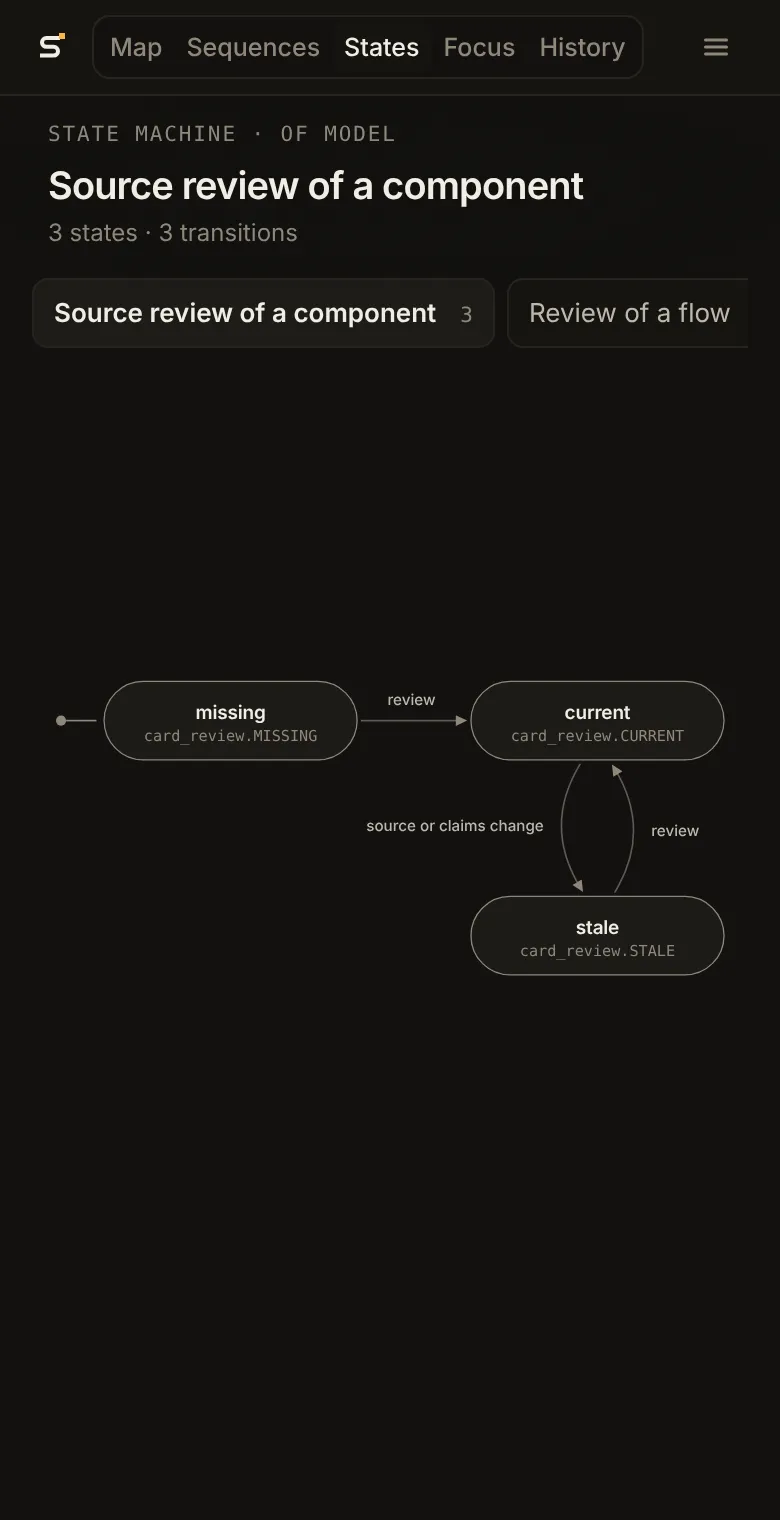 S
Map Sequences States Focus History
STATE MACHINE · OF MODEL
Source review of a component
3 states · 3 transitions
Source review of a component 3
Review of a flow
missing
card_review.MISSING
review
current
card_review.CURRENT
source or claims change
review
stale
card_review.STALE